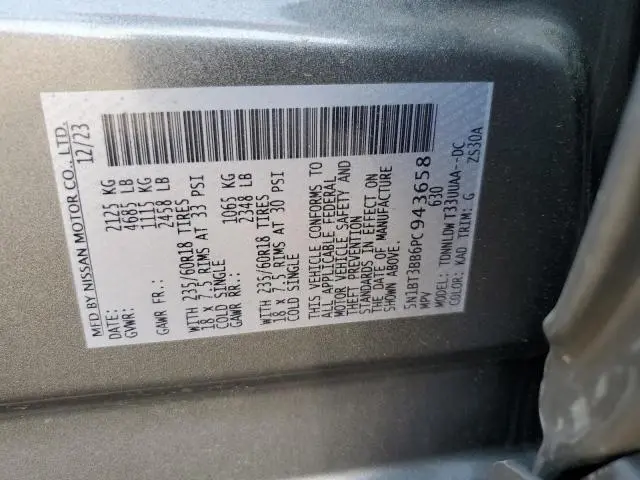 MFD BY NISSAN MOTOR CO., LTD.
DATE: 12/23
GVWR: 2125 KG
4685 LB
GAWR FR.: 1115 KG
2458 LB
WITH 235/60R18 TIRES
18 X 7.5 RIMS AT 33 PSI
COLD SINGLE
GAWR RR.: 1065 KG
2348 LB
WITH 235/60R18 TIRES
18 X 7.5 RIMS AT 30 PSI
COLD SINGLE
THIS VEHICLE CONFORMS TO
ALL APPLICABLE FEDERAL
MOTOR VEHICLE SAFETY AND
THEFT PREVENTION
STANDARDS IN EFFECT ON
THE DATE OF MANUFACTURE
SHOWN ABOVE.
5N1BT3BB6PC943658
MPV 630
MODEL: TDNNLDWT33UUAA--DC
COLOR: KAD TRIM: G ZS30A